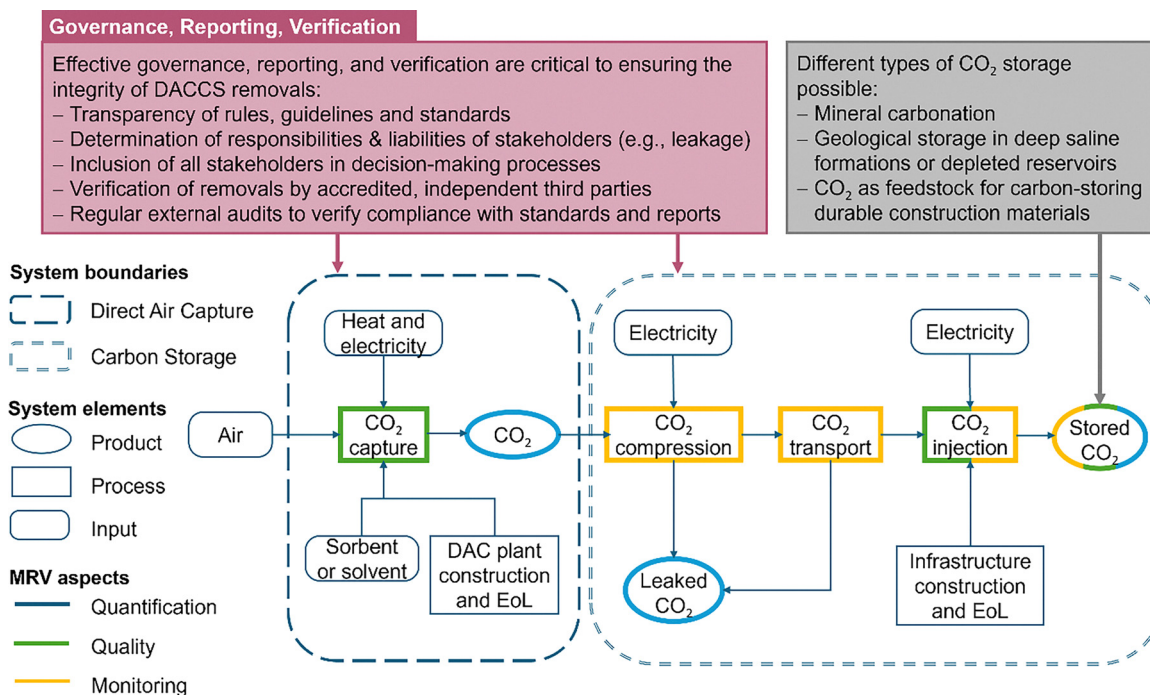 Governance, Reporting, Verification
Effective governance, reporting, and verification are critical to ensuring the
integrity of DACCS removals:
– Transparency of rules, guidelines and standards
– Determination of responsibilities & liabilities of stakeholders (e.g., leakage)
– Inclusion of all stakeholders in decision-making processes
– Verification of removals by accredited, independent third parties
– Regular external audits to verify compliance with standards and reports
Different types of CO₂ storage
possible:
– Mineral carbonation
– Geological storage in deep saline
formations or depleted reservoirs
– CO₂ as feedstock for carbon-storing
durable construction materials
System boundaries
Direct Air Capture
Carbon Storage
System elements
Product
Process
Input
MRV aspects
Quantification
Quality
Monitoring
Air
Heat and
electricity
CO₂
capture
Sorbent
or solvent
DAC plant
construction
and EoL
CO₂
Electricity
CO₂
compression
Leaked
CO₂
CO₂
transport
Electricity
CO₂
injection
Infrastructure
construction
and EoL
Stored
CO₂